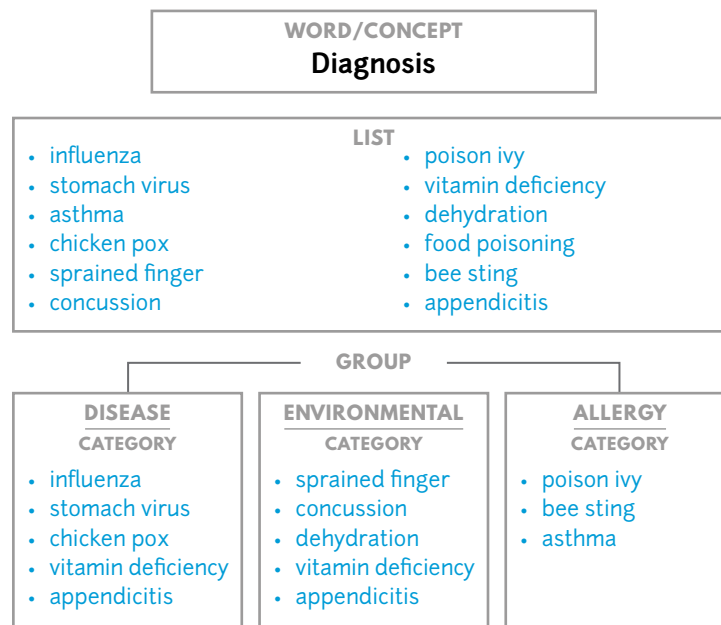 WORD/CONCEPT
Diagnosis
LIST
• influenza
• stomach virus
• asthma
• chicken pox
• sprained finger
• concussion
• poison ivy
• vitamin deficiency
• dehydration
• food poisoning
• bee sting
• appendicitis
GROUP
DISEASE
CATEGORY
• influenza
• stomach virus
• chicken pox
• vitamin deficiency
• appendicitis
ENVIRONMENTAL
CATEGORY
• sprained finger
• concussion
• dehydration
• vitamin deficiency
• appendicitis
ALLERGY
CATEGORY
• poison ivy
• bee sting
• asthma